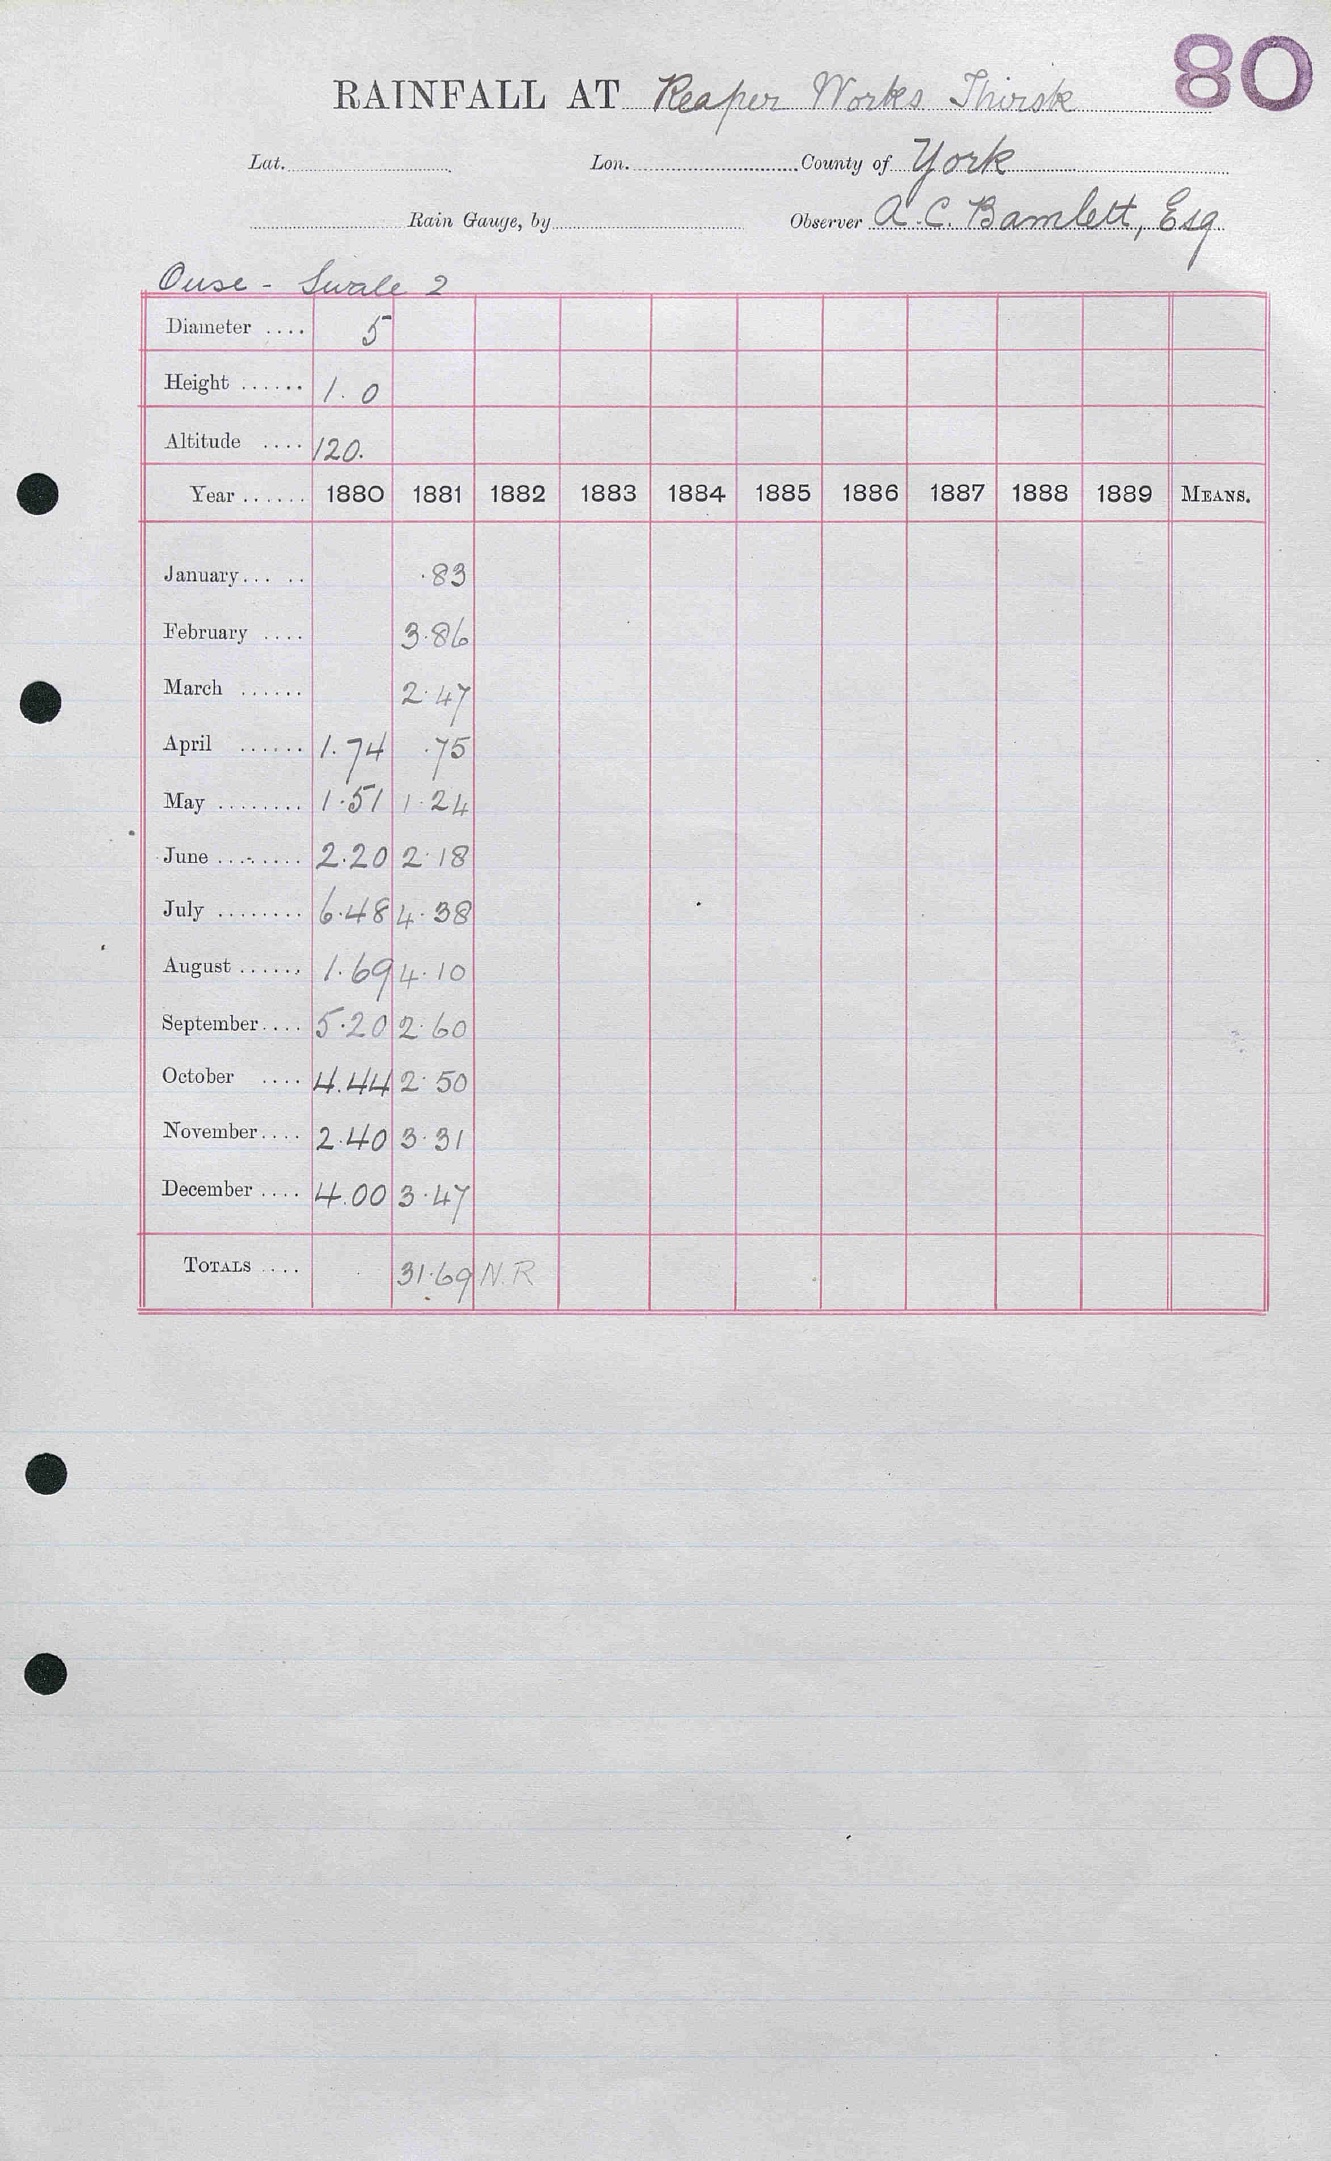 80
RAINFALL AT Reaper Works Thirsk
Lat. Lon. County of York
Rain Gauge, by Observer A. C. Bamlett, Esq
Ouse - Swale 2
Diameter .... 5
Height ...... 1. 0
Altitude .... 120.
Year ...... 1880 1881 1882 1883 1884 1885 1886 1887 1888 1889 MEANS.
January... .. .83
February .... 3.86
March ...... 2.47
April ...... 1.74 .75
May ........ 1.51 1.24
June ........ 2.20 2.18
July ........ 6.48 4.38
August ...... 1.69 4.10
September.... 5.20 2.60
October .... 4.44 2.50
November.... 2.40 3.31
December .... 4.00 3.47
TOTALS .... 31.69 N.R